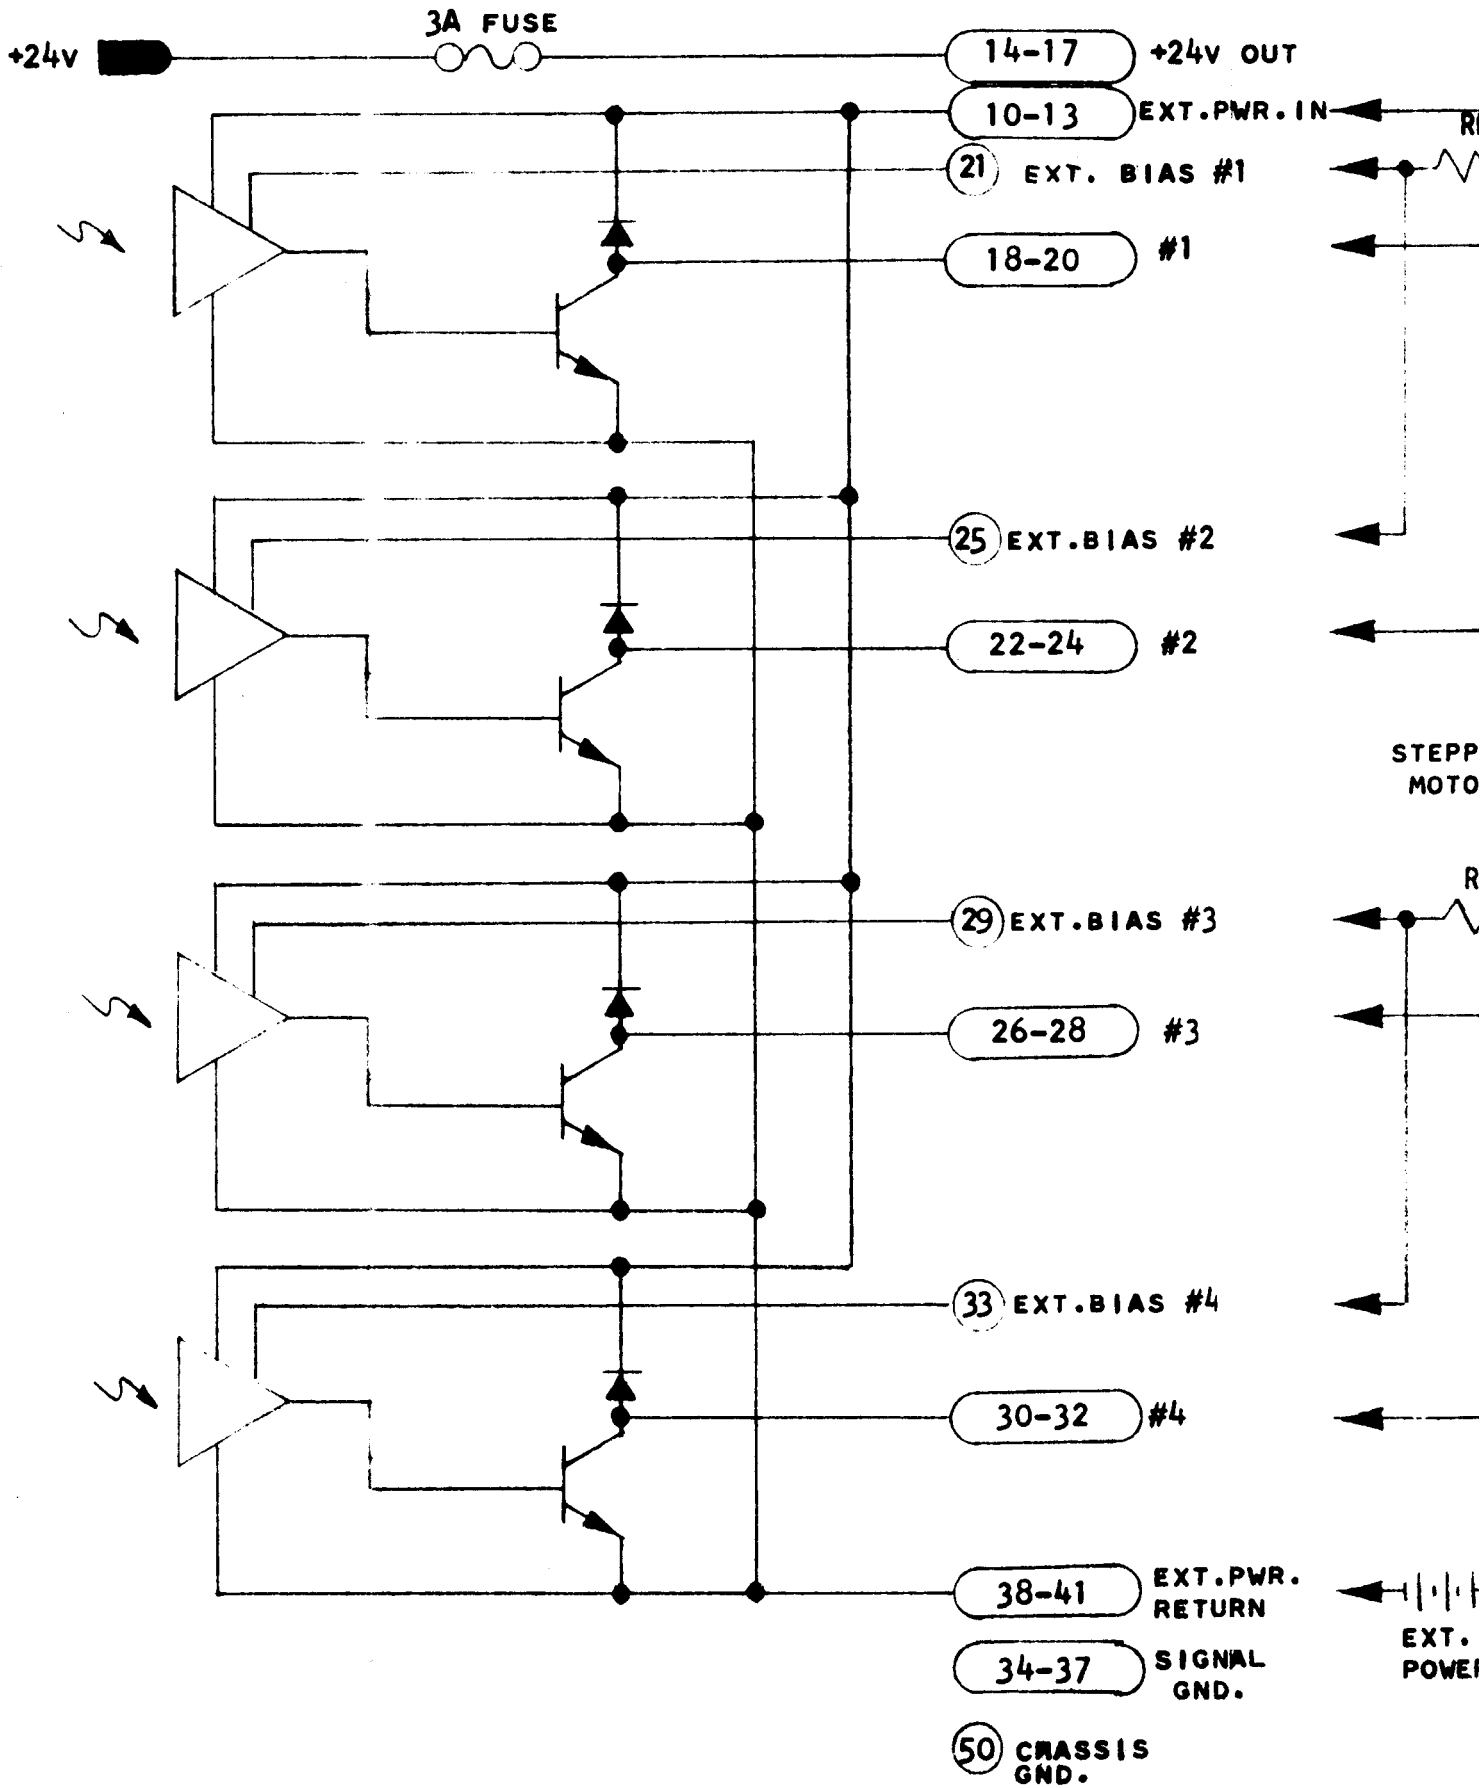 3A FUSE
+24V
14-17 +24V OUT
10-13 EXT.PWR.IN
21 EXT. BIAS #1
18-20 #1
25 EXT.BIAS #2
22-24 #2
STEPP
MOTO
R
29 EXT.BIAS #3
26-28 #3
33 EXT.BIAS #4
30-32 #4
38-41 EXT.PWR.
RETURN
EXT.
POWER
34-37 SIGNAL
GND.
50 CHASSIS
GND.